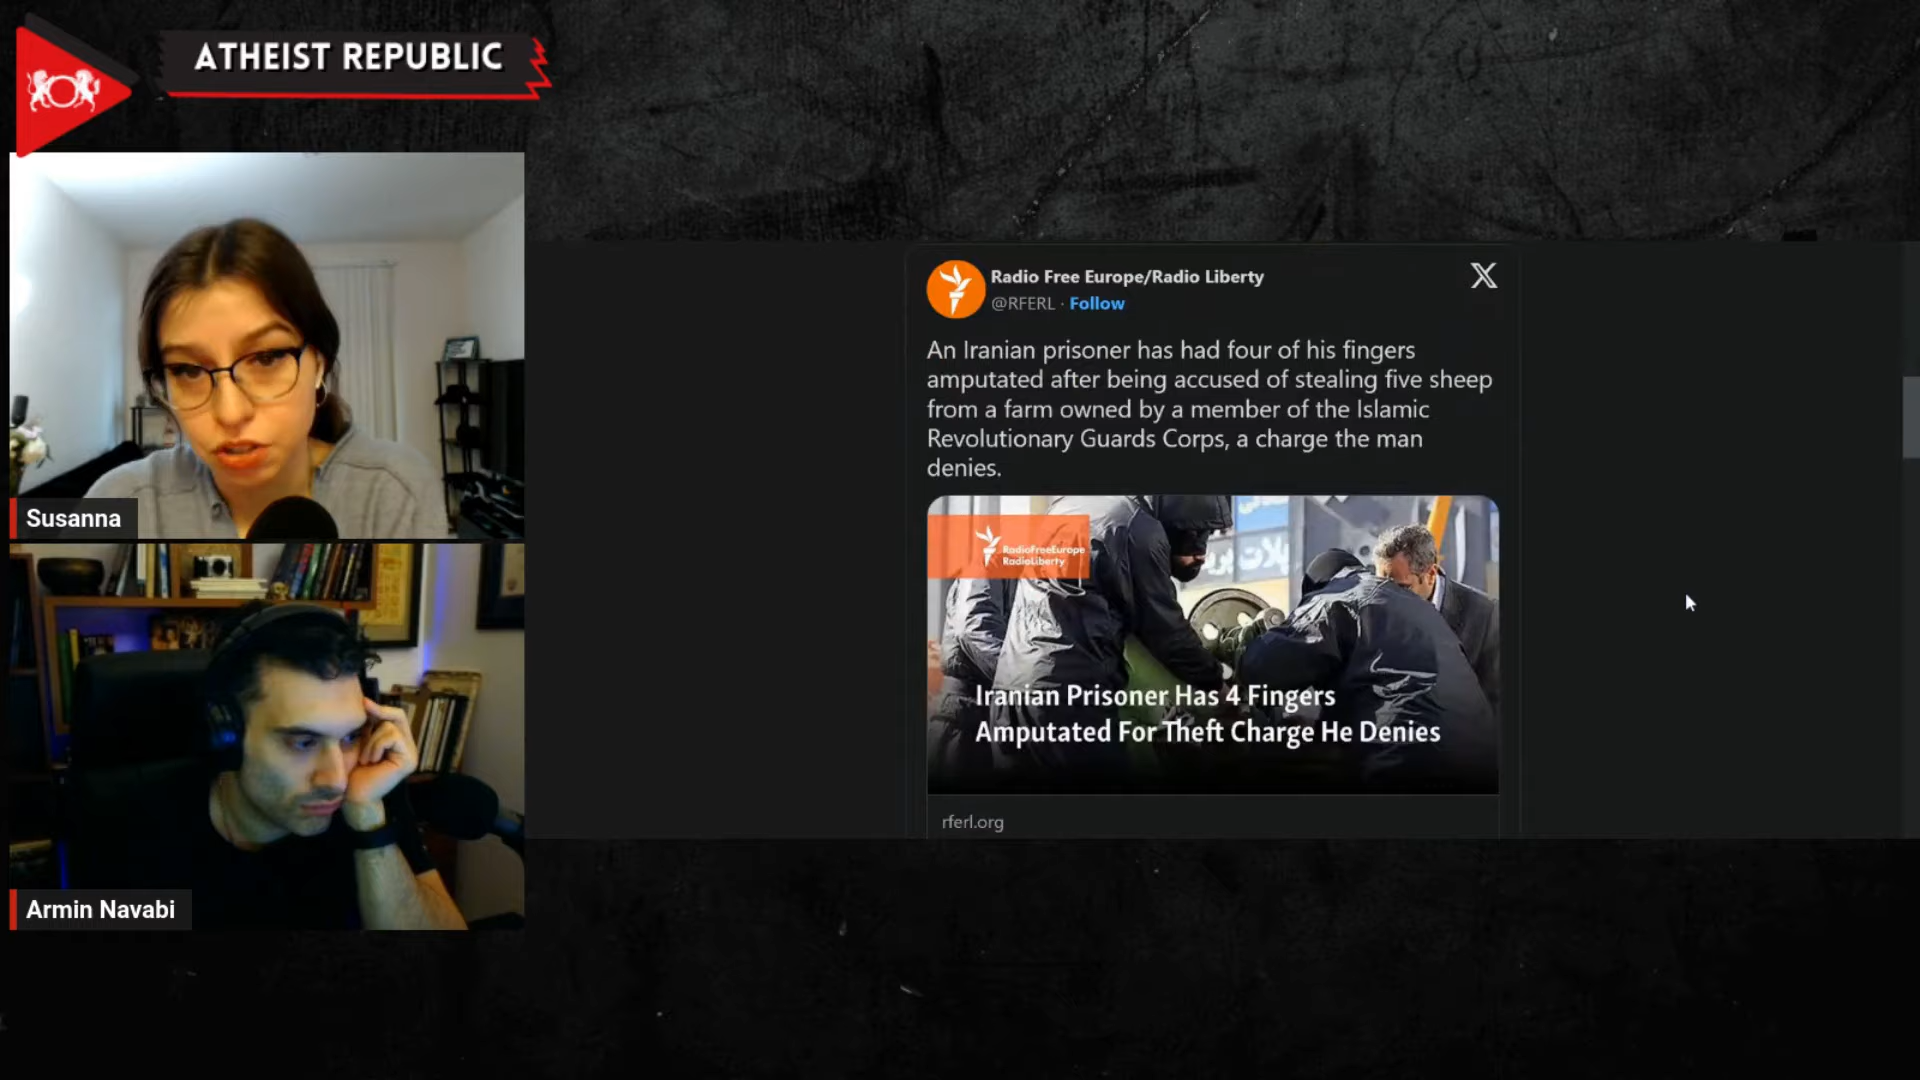 ATHEIST REPUBLIC
Susanna
Armin Navabi
Radio Free Europe/Radio Liberty
@RFERL · Follow
An Iranian prisoner has had four of his fingers
amputated after being accused of stealing five sheep
from a farm owned by a member of the Islamic
Revolutionary Guards Corps, a charge the man
denies.
RadioFreeEurope
RadioLiberty
Iranian Prisoner Has 4 Fingers
Amputated For Theft Charge He Denies
rferl.org